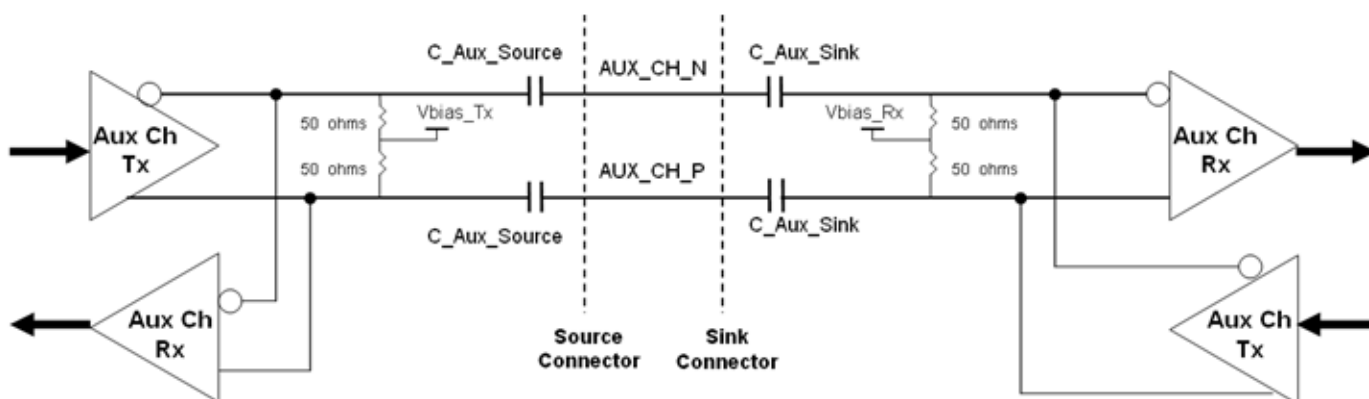 C_Aux_Source
AUX_CH_N
C_Aux_Sink
Aux Ch
Tx
50 ohms
Vbias_Tx
50 ohms
Vbias_Rx
50 ohms
50 ohms
Aux Ch
Rx
AUX_CH_P
C_Aux_Source
C_Aux_Sink
Aux Ch
Rx
Source
Connector
Sink
Connector
Aux Ch
Tx